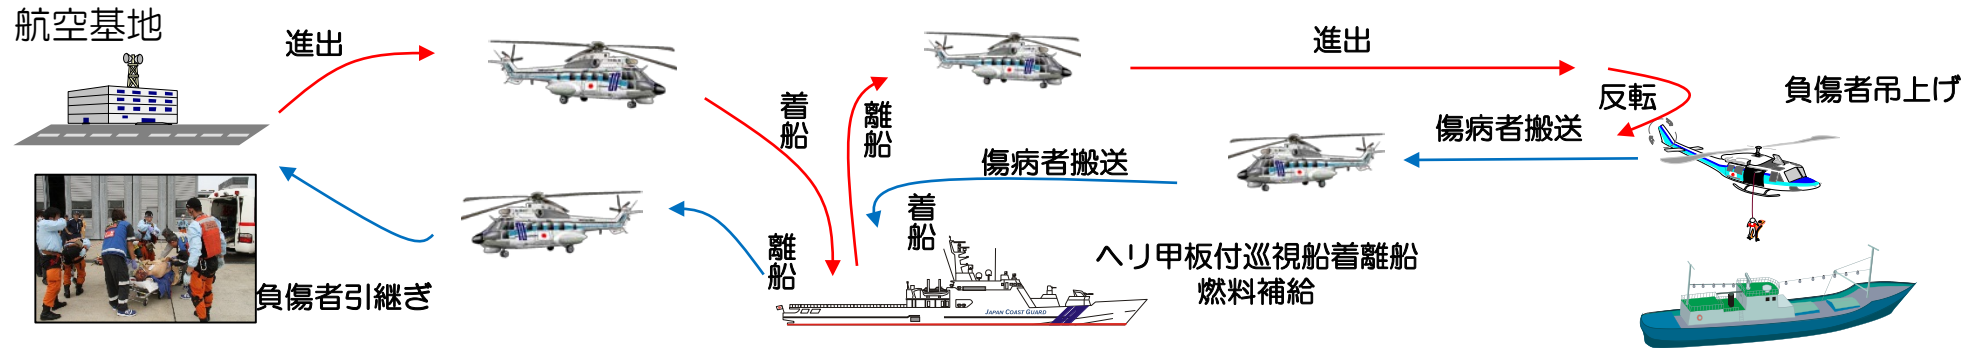 航空基地
進出
着船
離船
進出
反転
負傷者吊上げ
傷病者搬送
傷病者搬送
着船
離船
ヘリ甲板付巡視船着離船
燃料補給
負傷者引継ぎ
JAPAN COAST GUARD